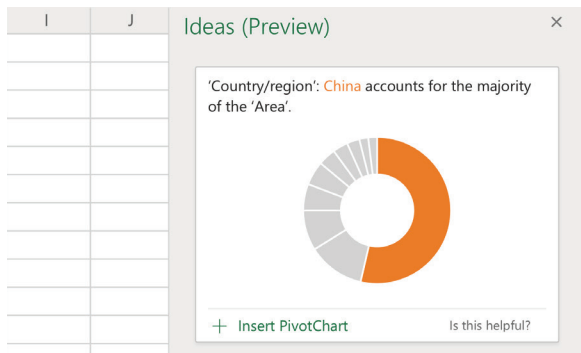 I J
Ideas (Preview)
‘Country/region’: China accounts for the majority
of the ‘Area’.
Insert PivotChart
Is this helpful?